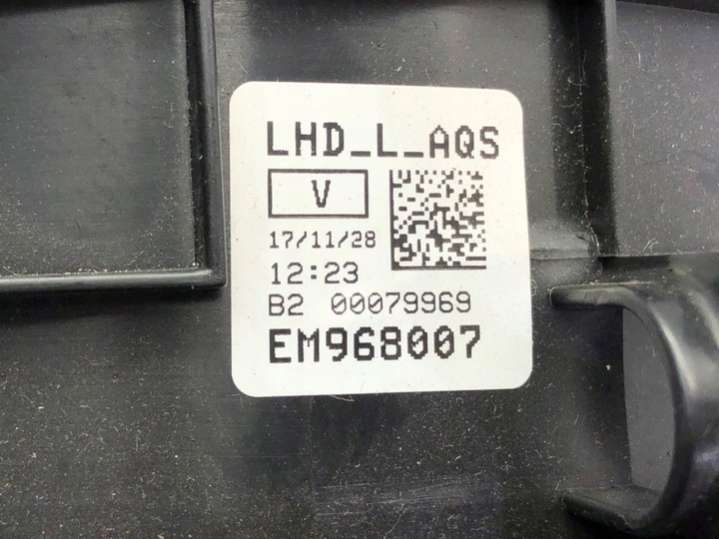 LHD_L_AQS
V
17/11/28
12:23
B2 00079969
EM968007